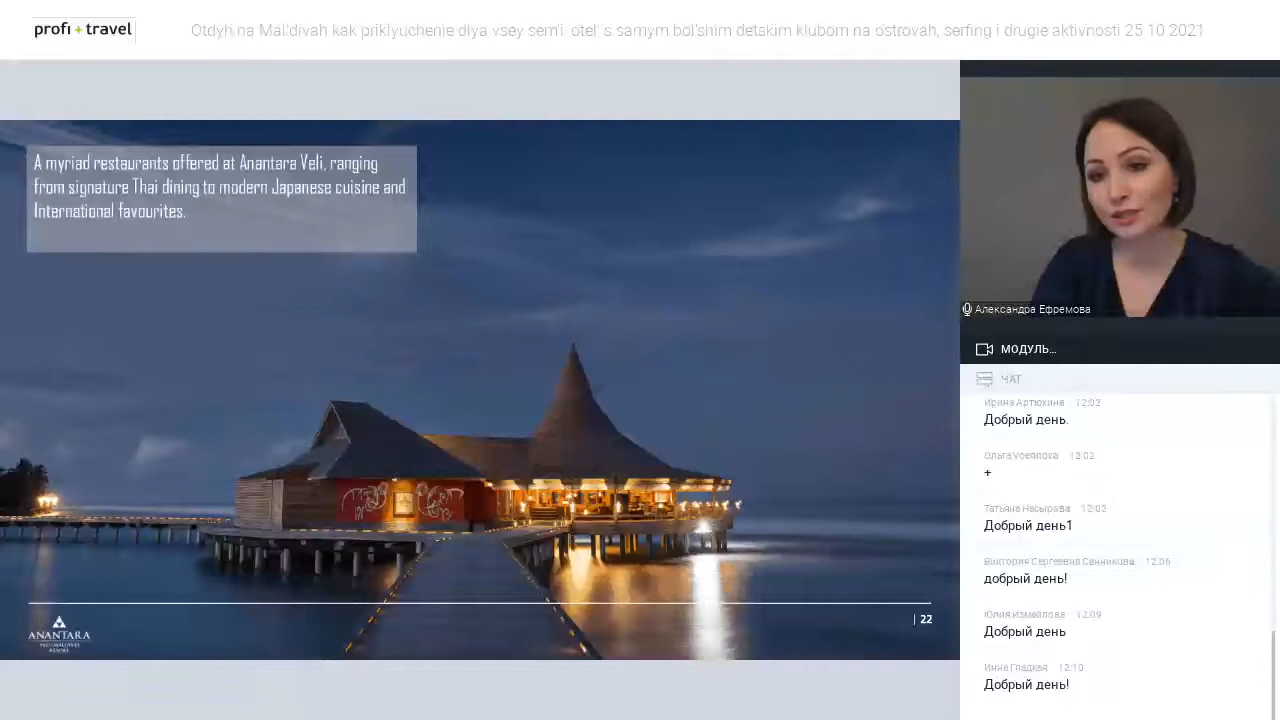 profi travel
Otdyh na Mal'divah kak priklyuchenie dlya vsey sem'i otel' s samym bol'shim detskim klubom na ostrovah, serfing i drugie aktivnosti 25 10 2021
A myriad restaurants offered at Anantara Veli, ranging
from signature Thai dining to modern Japanese cuisine and
International favourites.
ANANTARA
22
Александра Ефремова
МОДУЛЬ...
ЧАТ
Ирина Артюхина 12:02
Добрый день.
Ольга 12:02
+
Татьяна Насырова 12:02
Добрый день1
Виктория Сергеевна Санникова 12:06
добрый день!
Юлия Измайлова 12:09
Добрый день
Инна Гладкая 12:10
Добрый день!